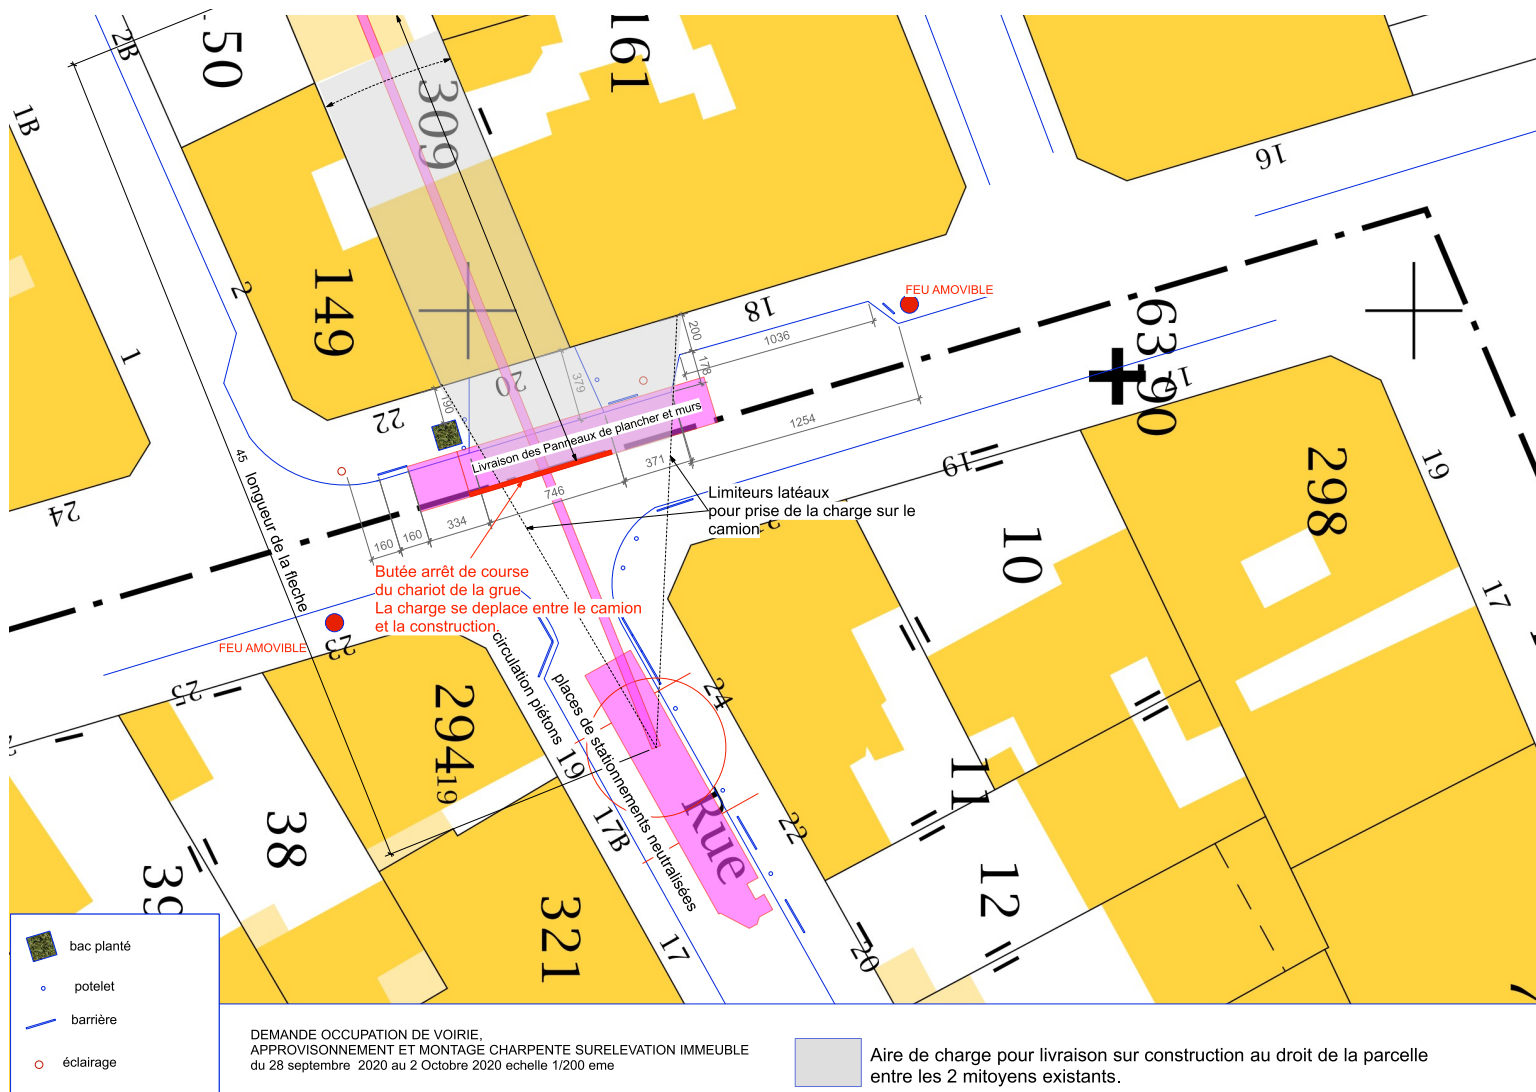 2B
150
161
1B
309
16
149
2
1
18
FEU AMOVIBLE
200
178
1036
379
20
22
790
Livraison des Panneaux de plancher et murs
1254
371
746
334
160
160
63
90
17
298
19
19
24
45
longueur de la fleche
Limiteurs latéaux
pour prise de la charge sur le
camion
10
17
Butée arrêt de course
du chariot de la grue
La charge se deplace entre le camion
et la construction.
FEU AMOVIBLE
23
25
circulation piétons
places de stationnements neutralisées
24
294
19
19
17B
Rue
22
11
38
39
12
321
17
20
bac planté
potelet
barrière
éclairage
DEMANDE OCCUPATION DE VOIRIE,
APPROVISONNEMENT ET MONTAGE CHARPENTE SURELEVATION IMMEUBLE
du 28 septembre 2020 au 2 Octobre 2020 echelle 1/200 eme
Aire de charge pour livraison sur construction au droit de la parcelle
entre les 2 mitoyens existants.